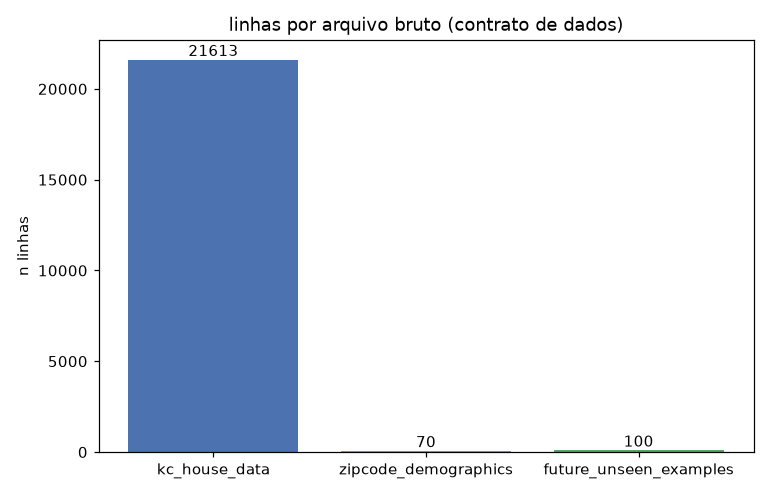 linhas por arquivo bruto (contrato de dados)
21613
20000
15000
n linhas
10000
5000
70
100
0
kc_house_data
zipcode_demographics
future_unseen_examples